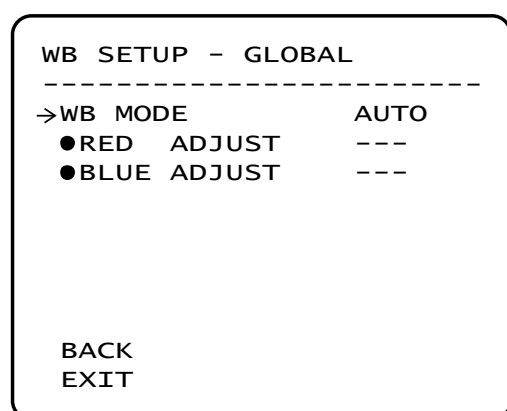 WB SETUP – GLOBAL
-------------------------
→WB MODE AUTO
●RED ADJUST ---
●BLUE ADJUST ---
BACK
EXIT